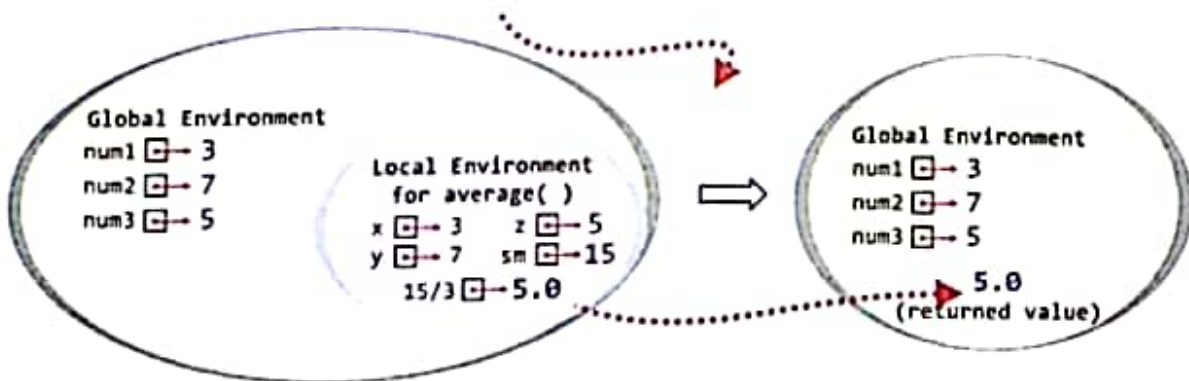 Global Environment
num1 3
num2 7
num3 5
Local Environment
for average( )
x 3 z 5
y 7 sm 15
15/3 5.0
Global Environment
num1 3
num2 7
num3 5
5.0
(returned value)